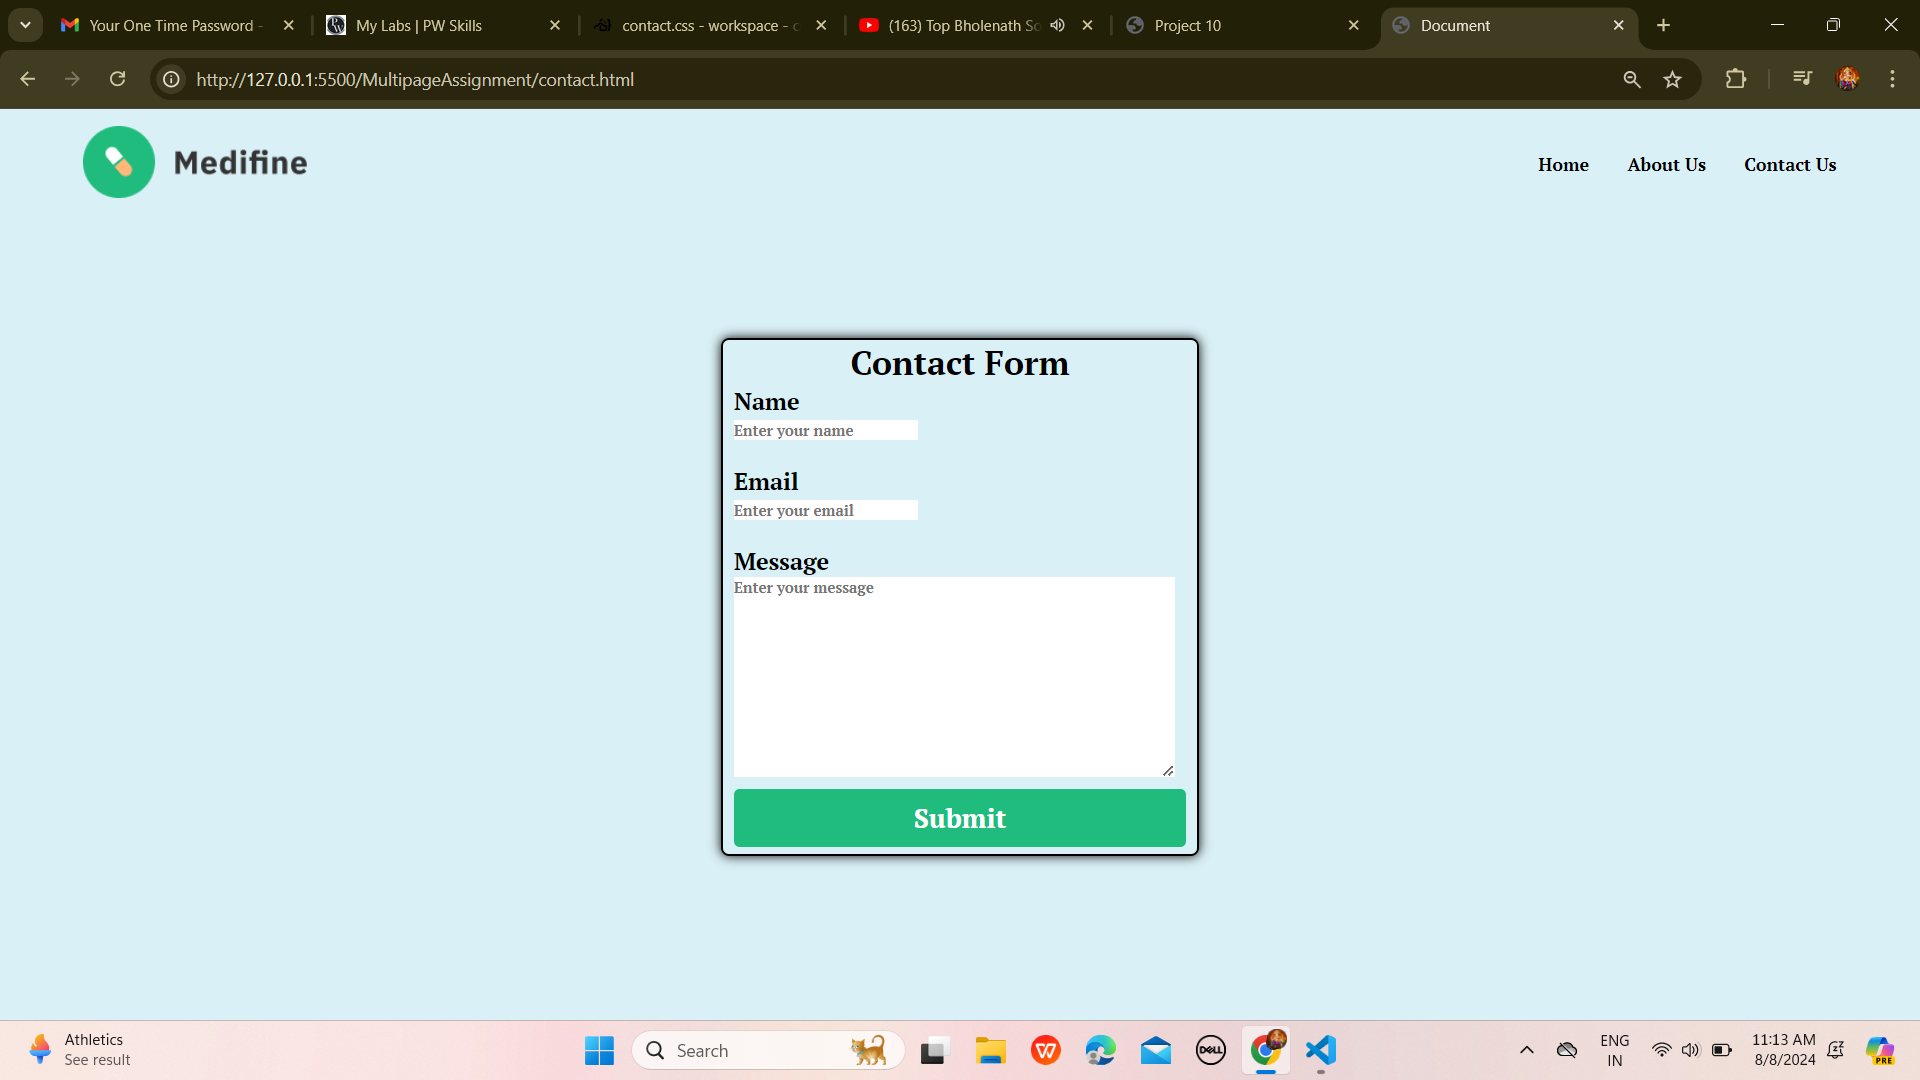 Your One Time Password -
My Labs | PW Skills
contact.css - workspace - c
(163) Top Bholenath So
Project 10
Document
http://127.0.0.1:5500/MultipageAssignment/contact.html
Medifine
Home
About Us
Contact Us
Contact Form
Name
Enter your name
Email
Enter your email
Message
Enter your message
Submit
Athletics
See result
Search
DELL
ENG
IN
11:13 AM
8/8/2024
PRE